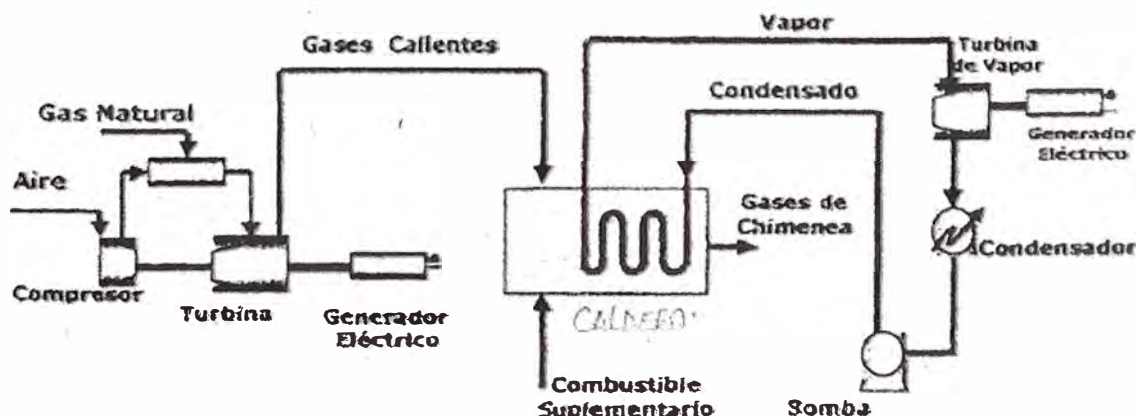 Vapor
Gases Calientes
Turbina
de Vapor
Condensado
Gas Natural
Generador
Eléctrico
Aire
Gases de
Chimenea
Condensador
Compresor
Turbina
Generador
Eléctrico
CALDERO
Combustible
Suplementario
Bomba